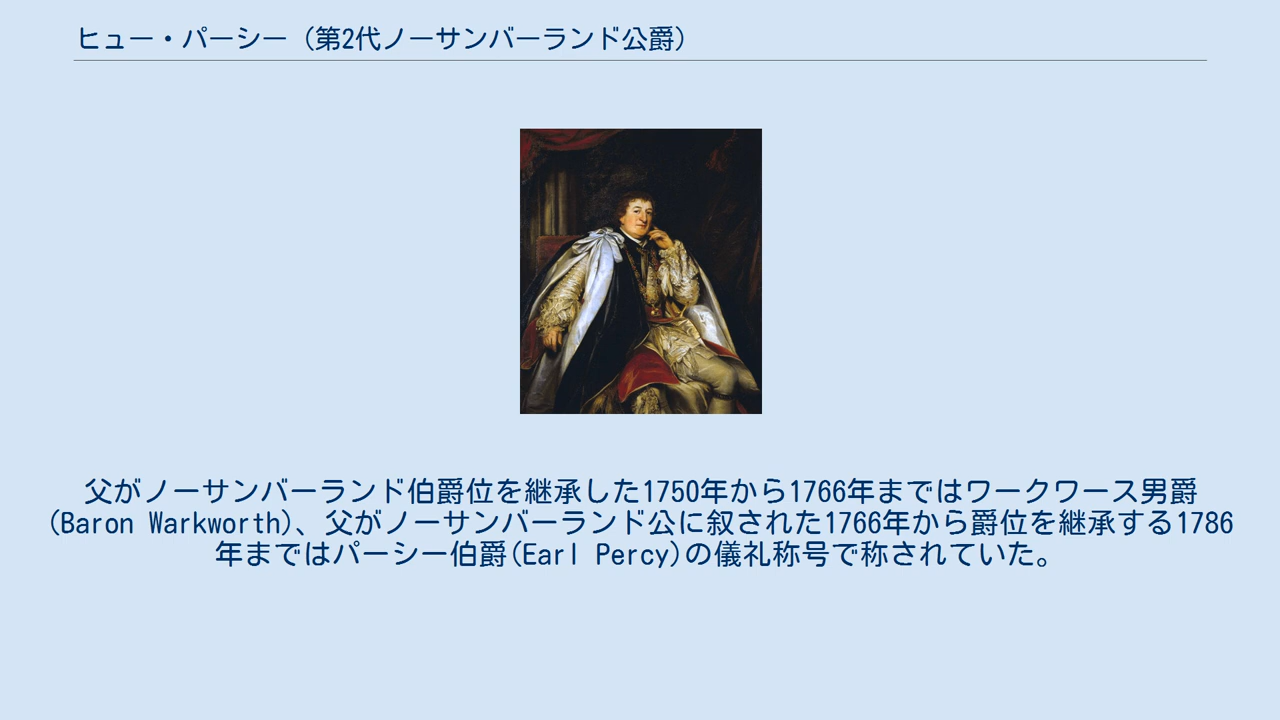 ヒュー・パーシー (第2代ノーサンバーランド公爵)
父がノーサンバーランド伯爵位を継承した1750年から1766年まではワークワース男爵
(Baron Warkworth)、父がノーサンバーランド公に叙された1766年から爵位を継承する1786
年まではパーシー伯爵(Earl Percy)の儀礼称号で称されていた。